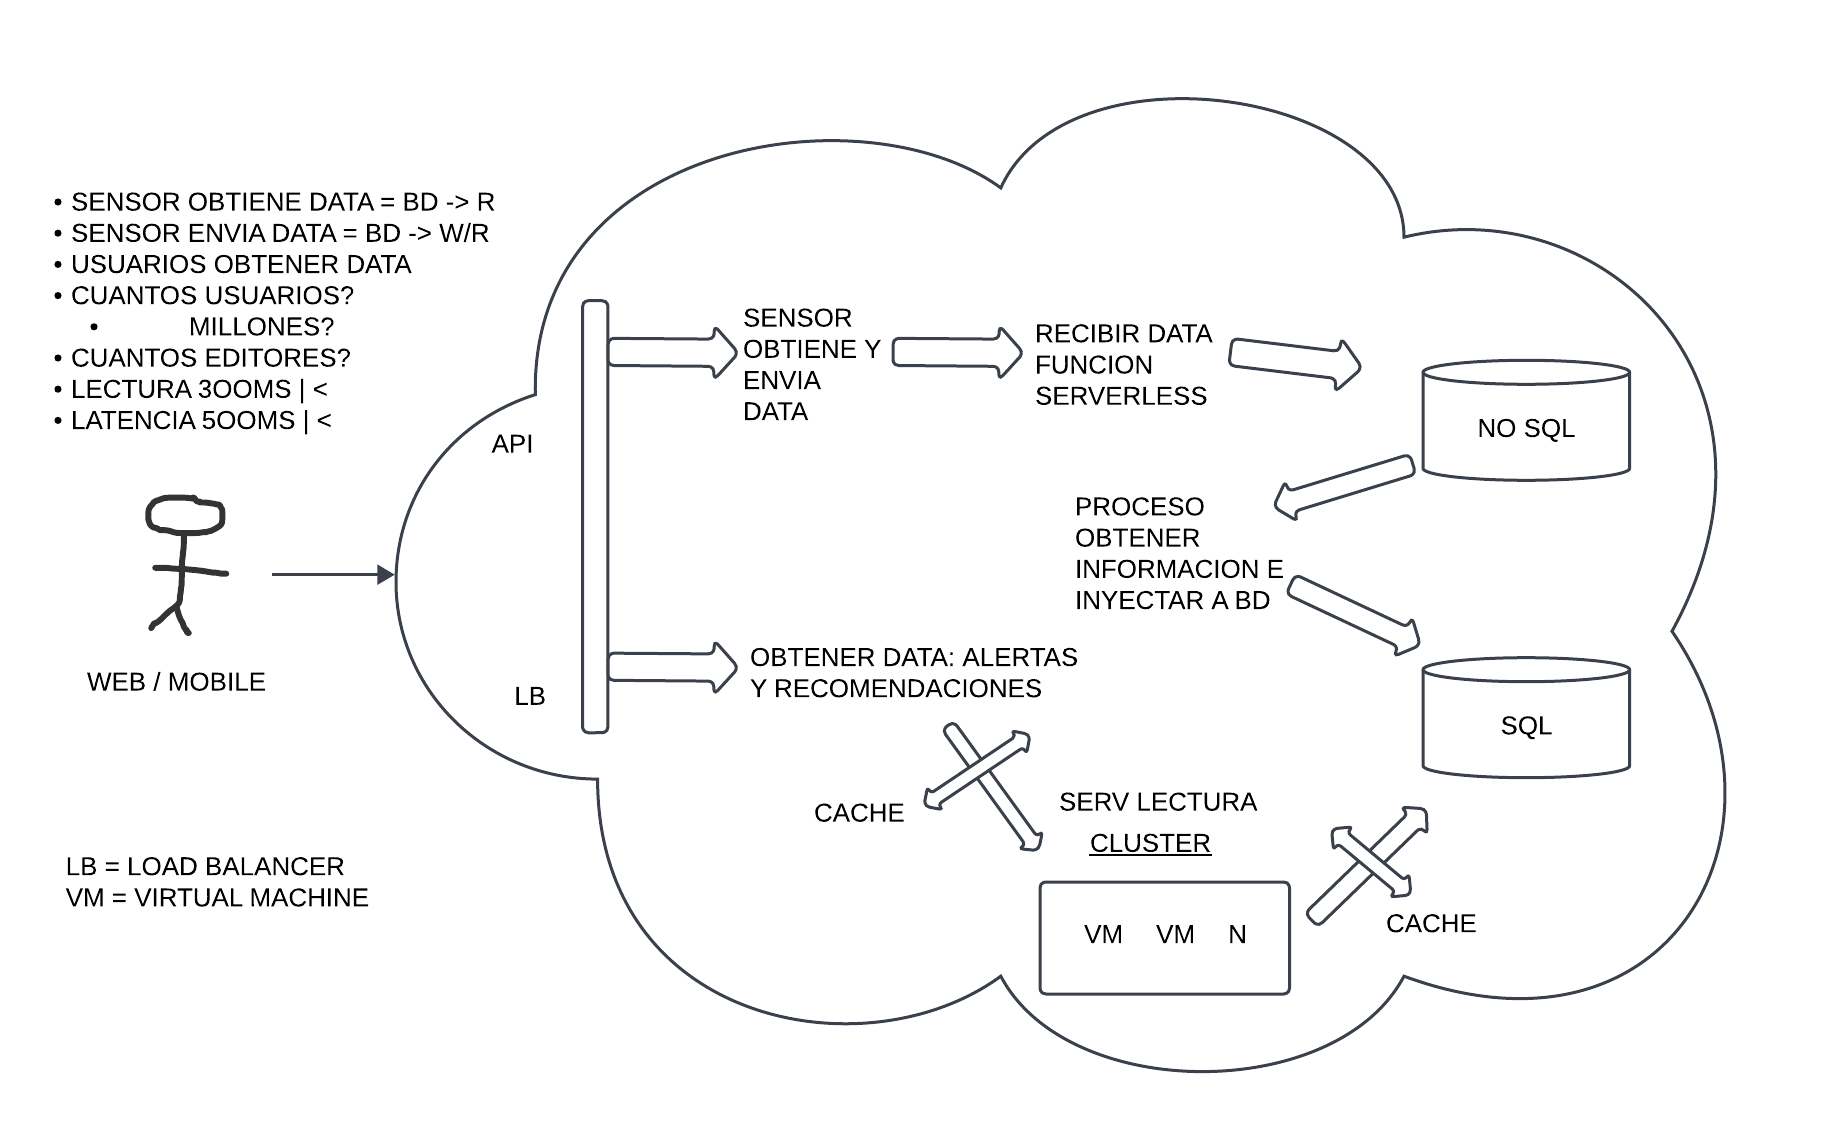 • SENSOR OBTIENE DATA = BD -> R
• SENSOR ENVIA DATA = BD -> W/R
• USUARIOS OBTENER DATA
• CUANTOS USUARIOS?
• MILLONES?
• CUANTOS EDITORES?
• LECTURA 3OOMS | <
• LATENCIA 5OOMS | <
API
LB
WEB / MOBILE
LB = LOAD BALANCER
VM = VIRTUAL MACHINE
SENSOR
OBTIENE Y
ENVIA
DATA
RECIBIR DATA
FUNCION
SERVERLESS
NO SQL
PROCESO
OBTENER
INFORMACION E
INYECTAR A BD
SQL
OBTENER DATA: ALERTAS
Y RECOMENDACIONES
CACHE
SERV LECTURA
CLUSTER
VM VM N
CACHE